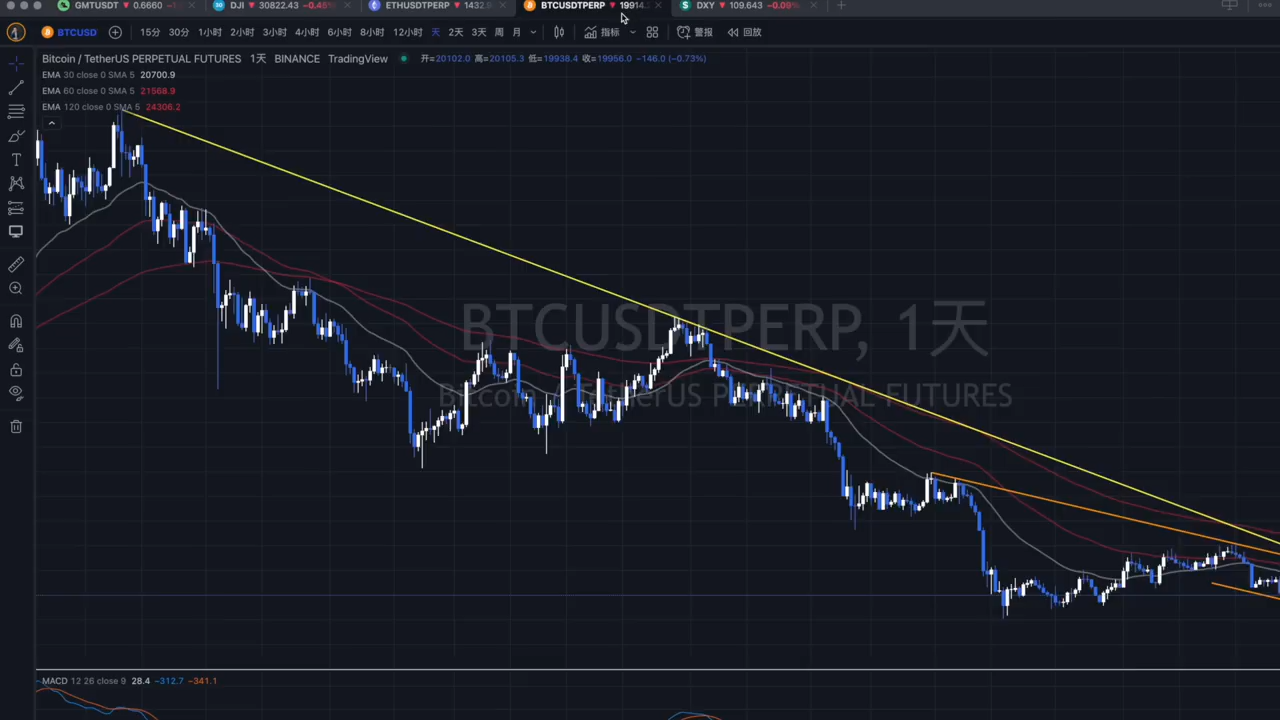 GMTUSDT 0.6660 DJI 30822.43 −0.45% ETHUSDTPERP 1432. BTCUSDTPERP 19914. DXY 109.643 −0.09%
BTCUSD 15分 30分 1小时 2小时 3小时 4小时 6小时 8小时 12小时 天 2天 3天 周 月 指标 警报 回放
Bitcoin / TetherUS PERPETUAL FUTURES 1天 BINANCE TradingView 开=20102.0 高=20105.3 低=19938.4 收=19956.0 −146.0 (−0.73%)
EMA 30 close 0 SMA 5 20700.9
EMA 60 close 0 SMA 5 21568.9
EMA 120 close 0 SMA 5 24306.2
BTCUSDTPERP, 1天
Bitcoin / TetherUS PERPETUAL FUTURES
MACD 12 26 close 9 28.4 −312.7 −341.1